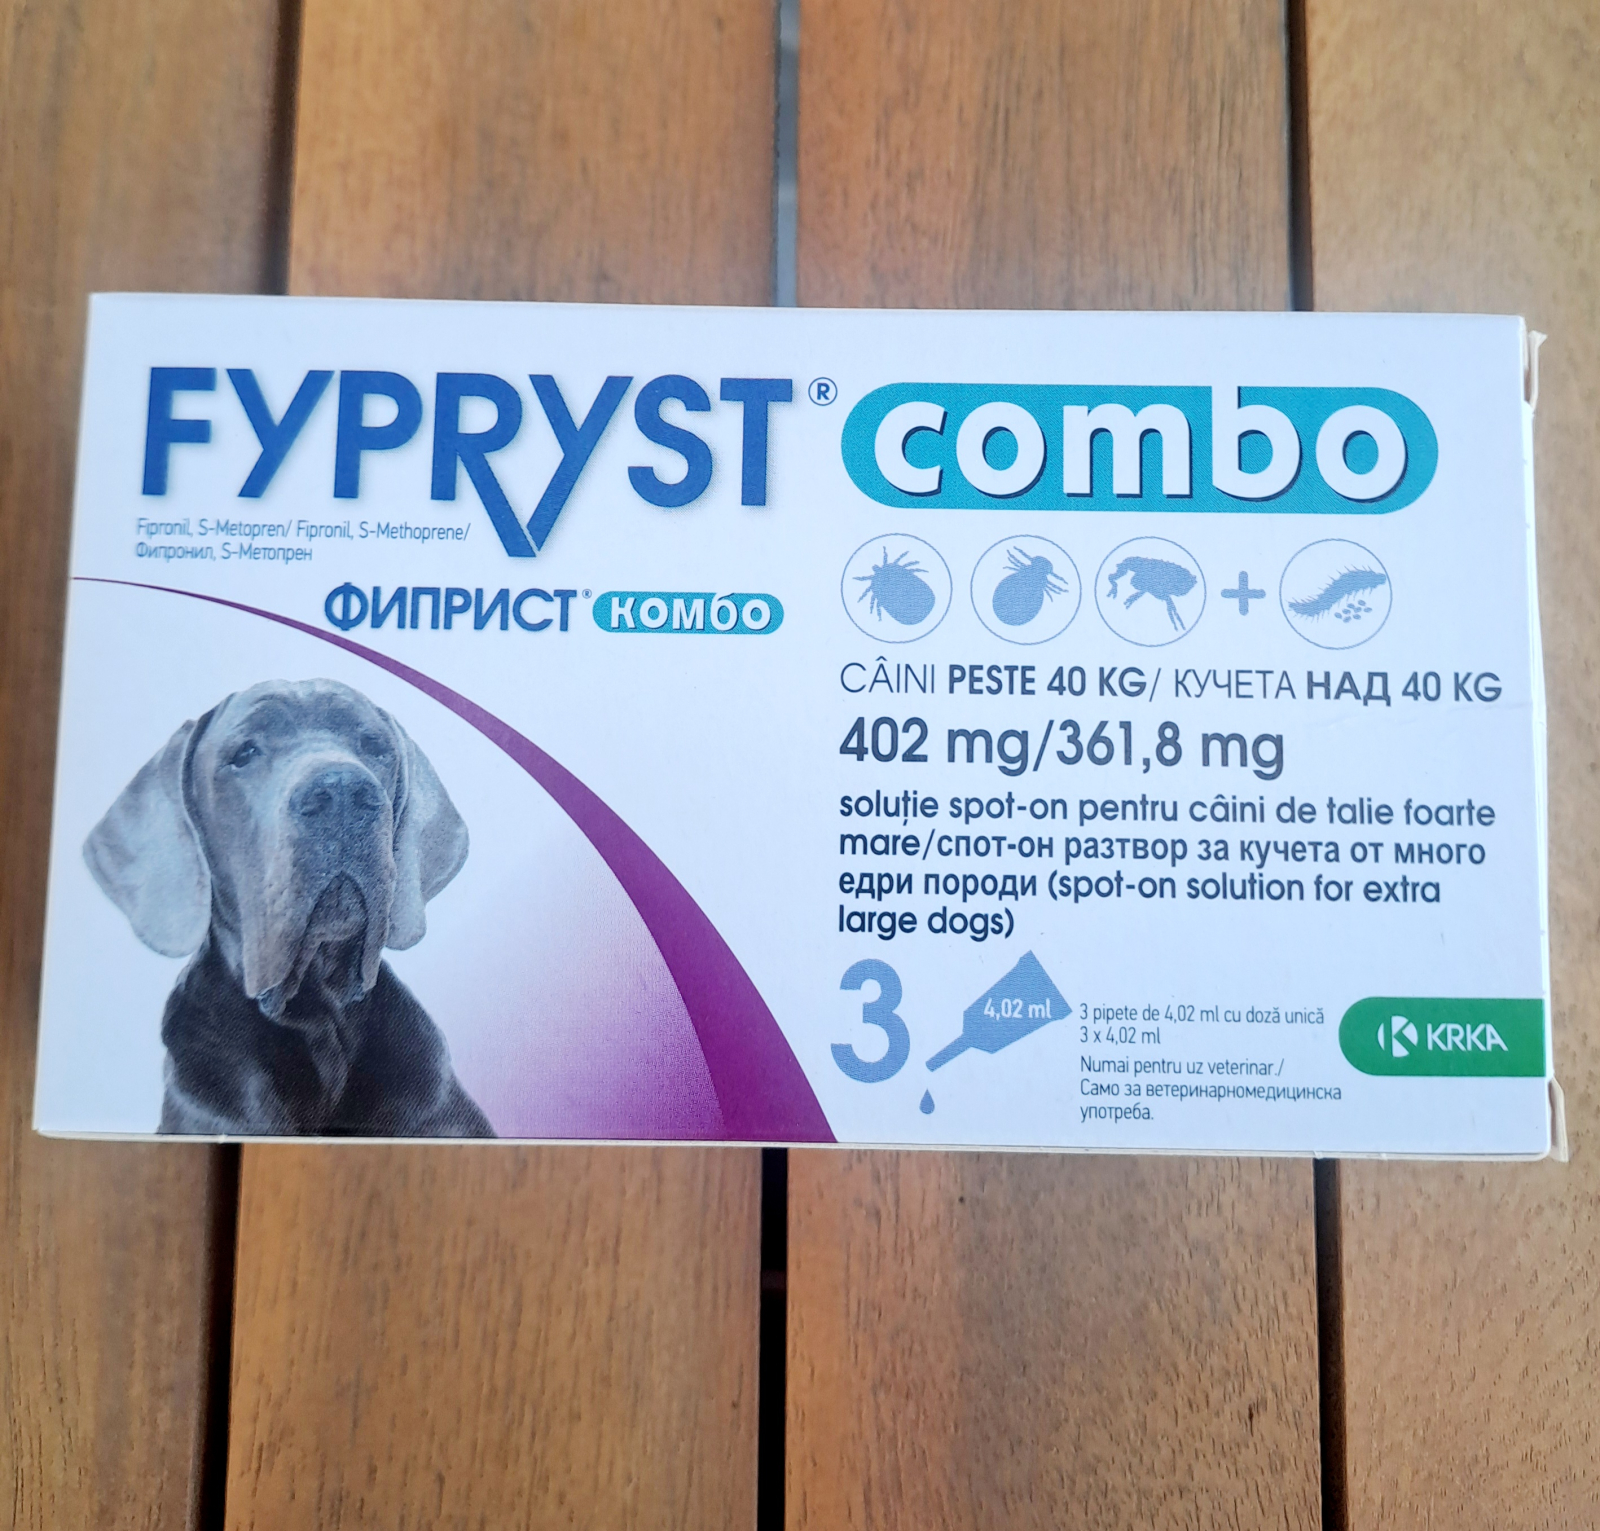 FYPRYST® combo
Fipronil, S-Metopren/ Fipronil, S-Methoprene/
Фипронил, S-Метопрен
ФИПРИСТ® комбо
CÂINI PESTE 40 KG/ КУЧЕТА НАД 40 KG
402 mg/361,8 mg
soluție spot-on pentru câini de talie foarte
mare/спот-он разтвор за кучета от много
едри породи (spot-on solution for extra
large dogs)
3
4,02 ml
3 pipete de 4,02 ml cu doză unică
3 x 4,02 ml
Numai pentru uz veterinar./
Само за ветеринарномедицинска
употреба.
KRKA